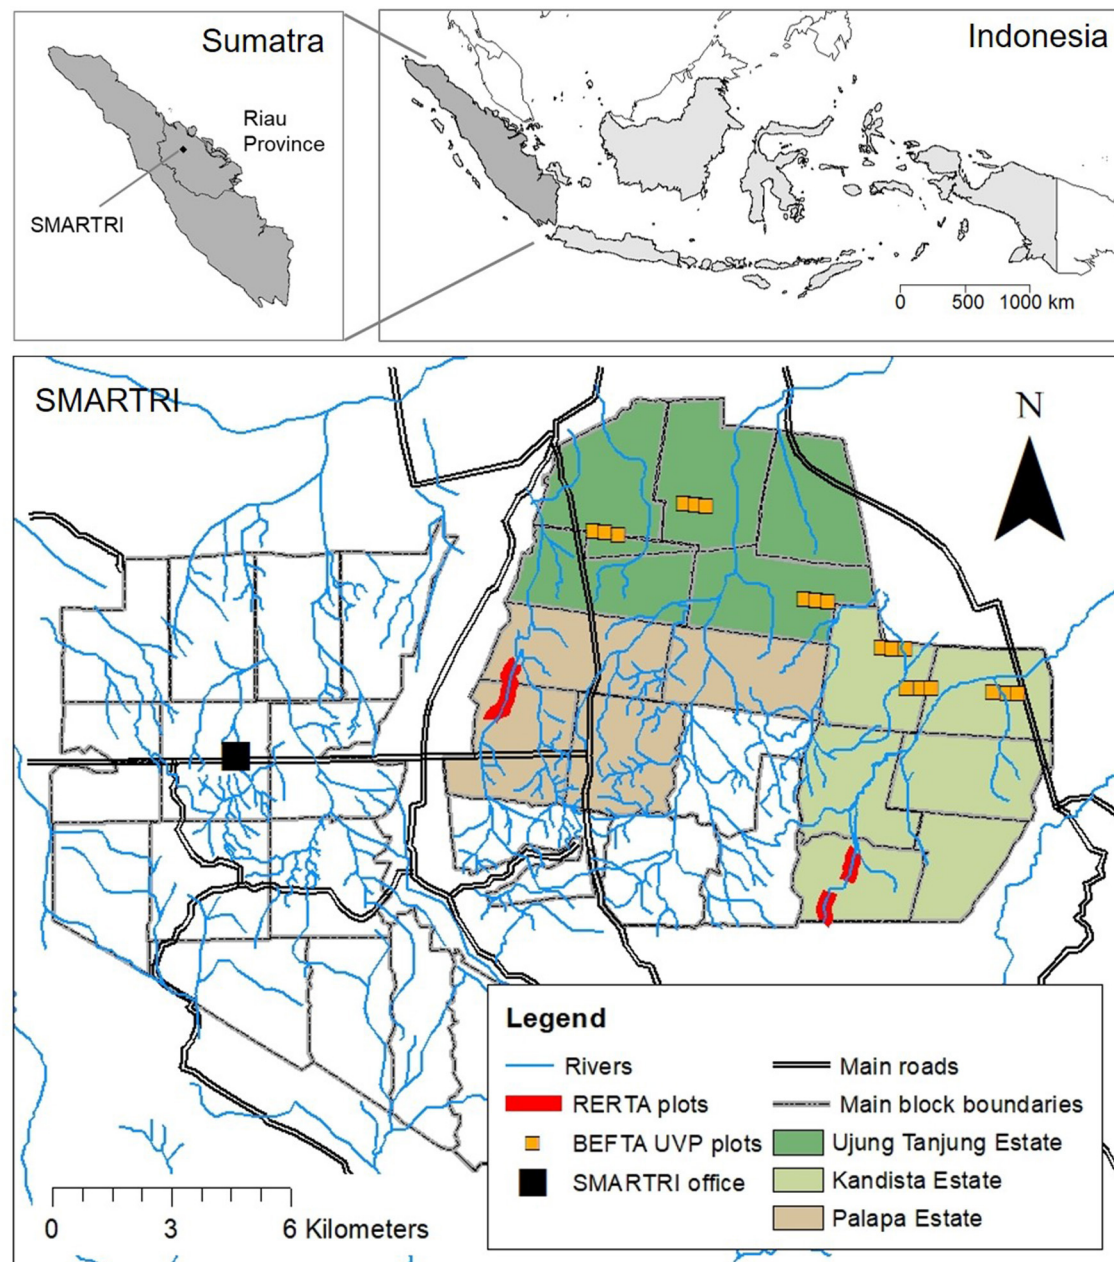 Sumatra
Riau
Province
SMARTRI
Indonesia
0 500 1000 km
SMARTRI
N
Legend
Rivers
RERTA plots
BEFTA UVP plots
SMARTRI office
Main roads
Main block boundaries
Ujung Tanjung Estate
Kandista Estate
Palapa Estate
0 3 6 Kilometers